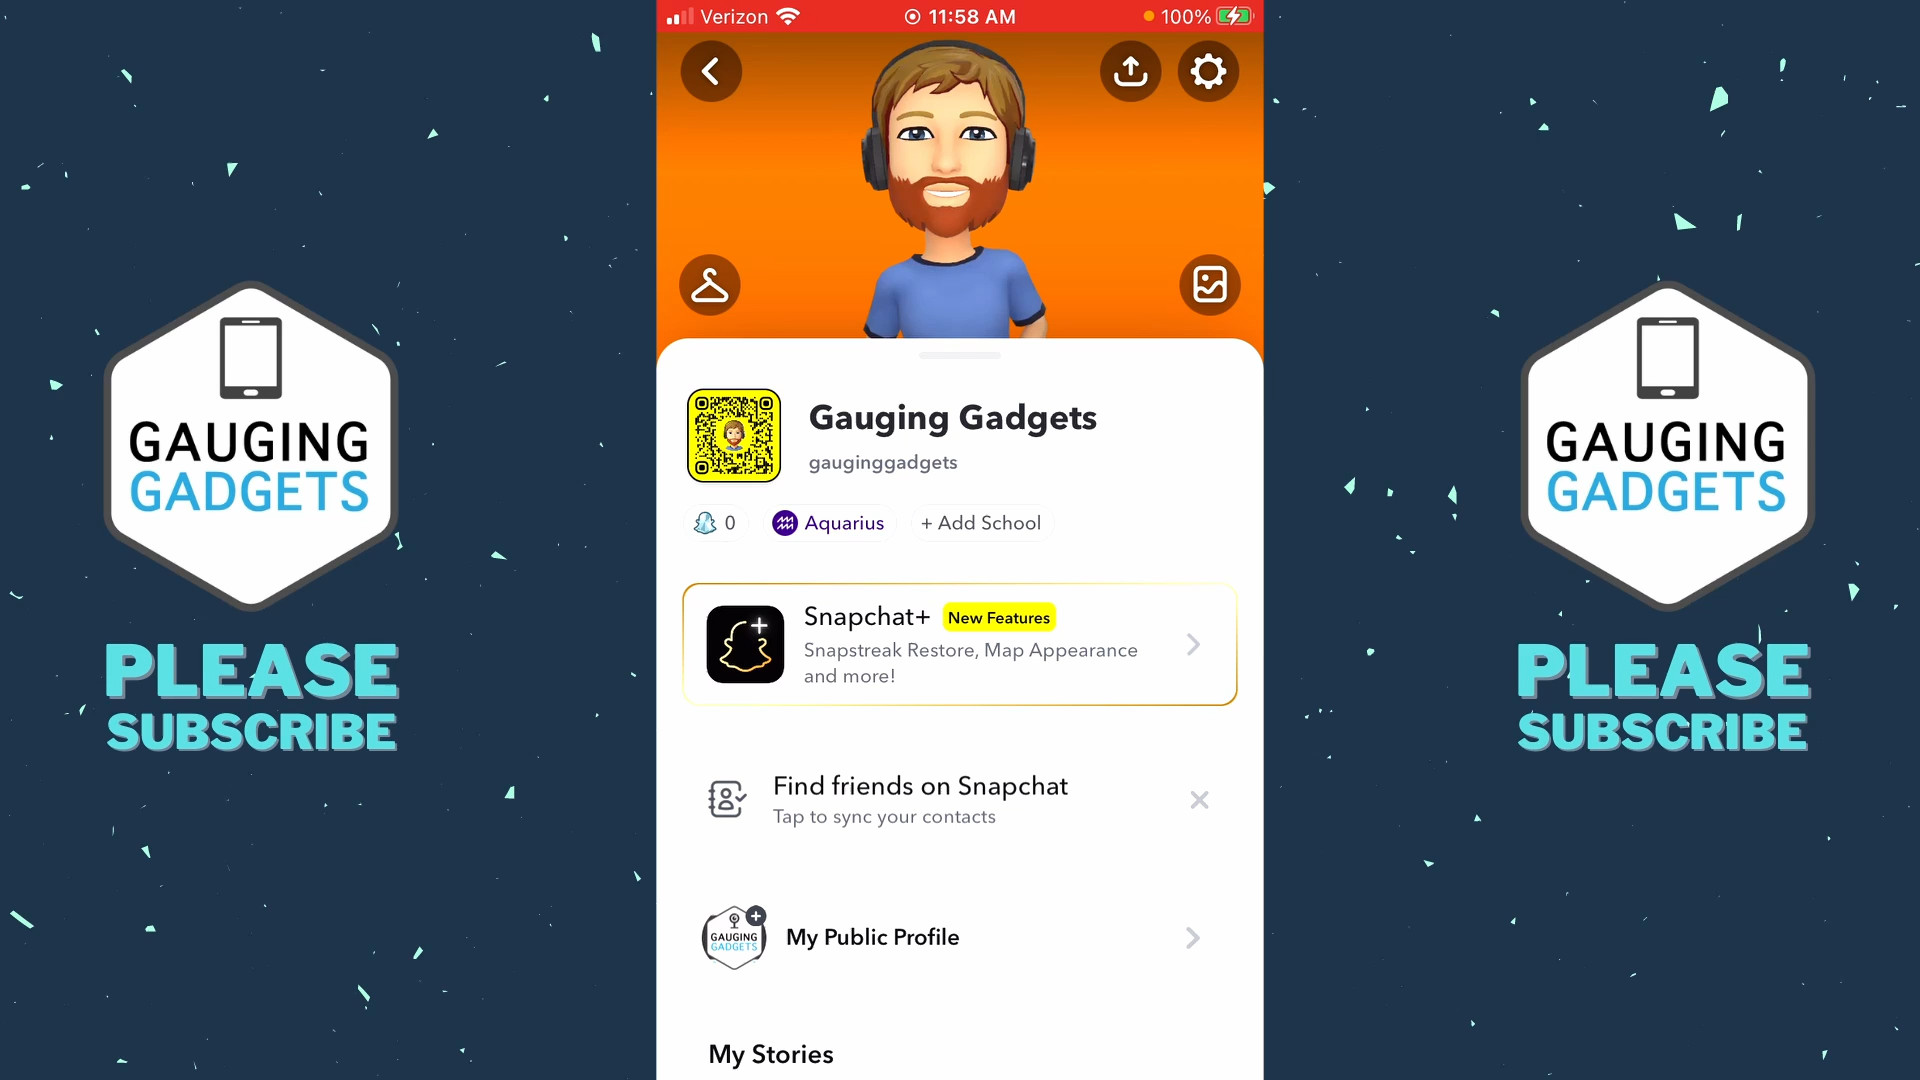 Verizon 11:58 AM 100%
Gauging Gadgets
gauginggadgets
0 Aquarius + Add School
Snapchat+ New Features
Snapstreak Restore, Map Appearance
and more!
Find friends on Snapchat
Tap to sync your contacts
GAUGING
GADGETS
My Public Profile
My Stories
GAUGING
GADGETS
PLEASE
SUBSCRIBE
GAUGING
GADGETS
PLEASE
SUBSCRIBE